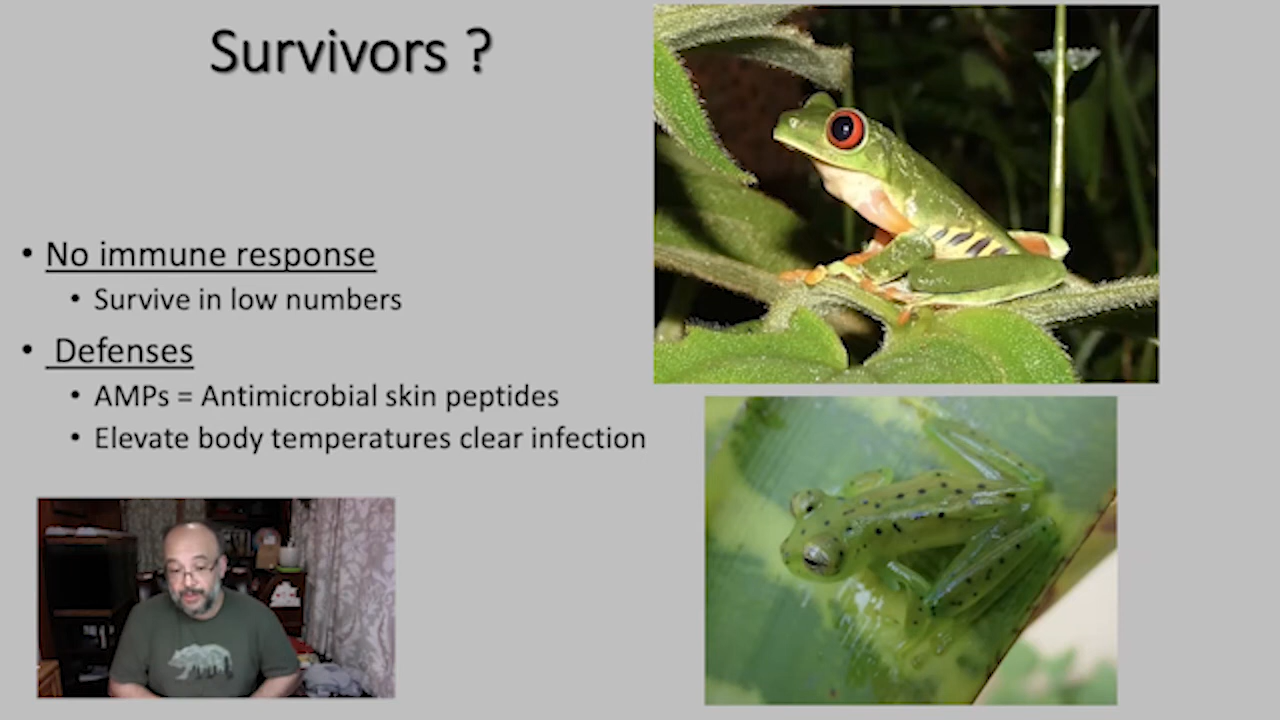 Survivors ?
• No immune response
• Survive in low numbers
• Defenses
• AMPs = Antimicrobial skin peptides
• Elevate body temperatures clear infection